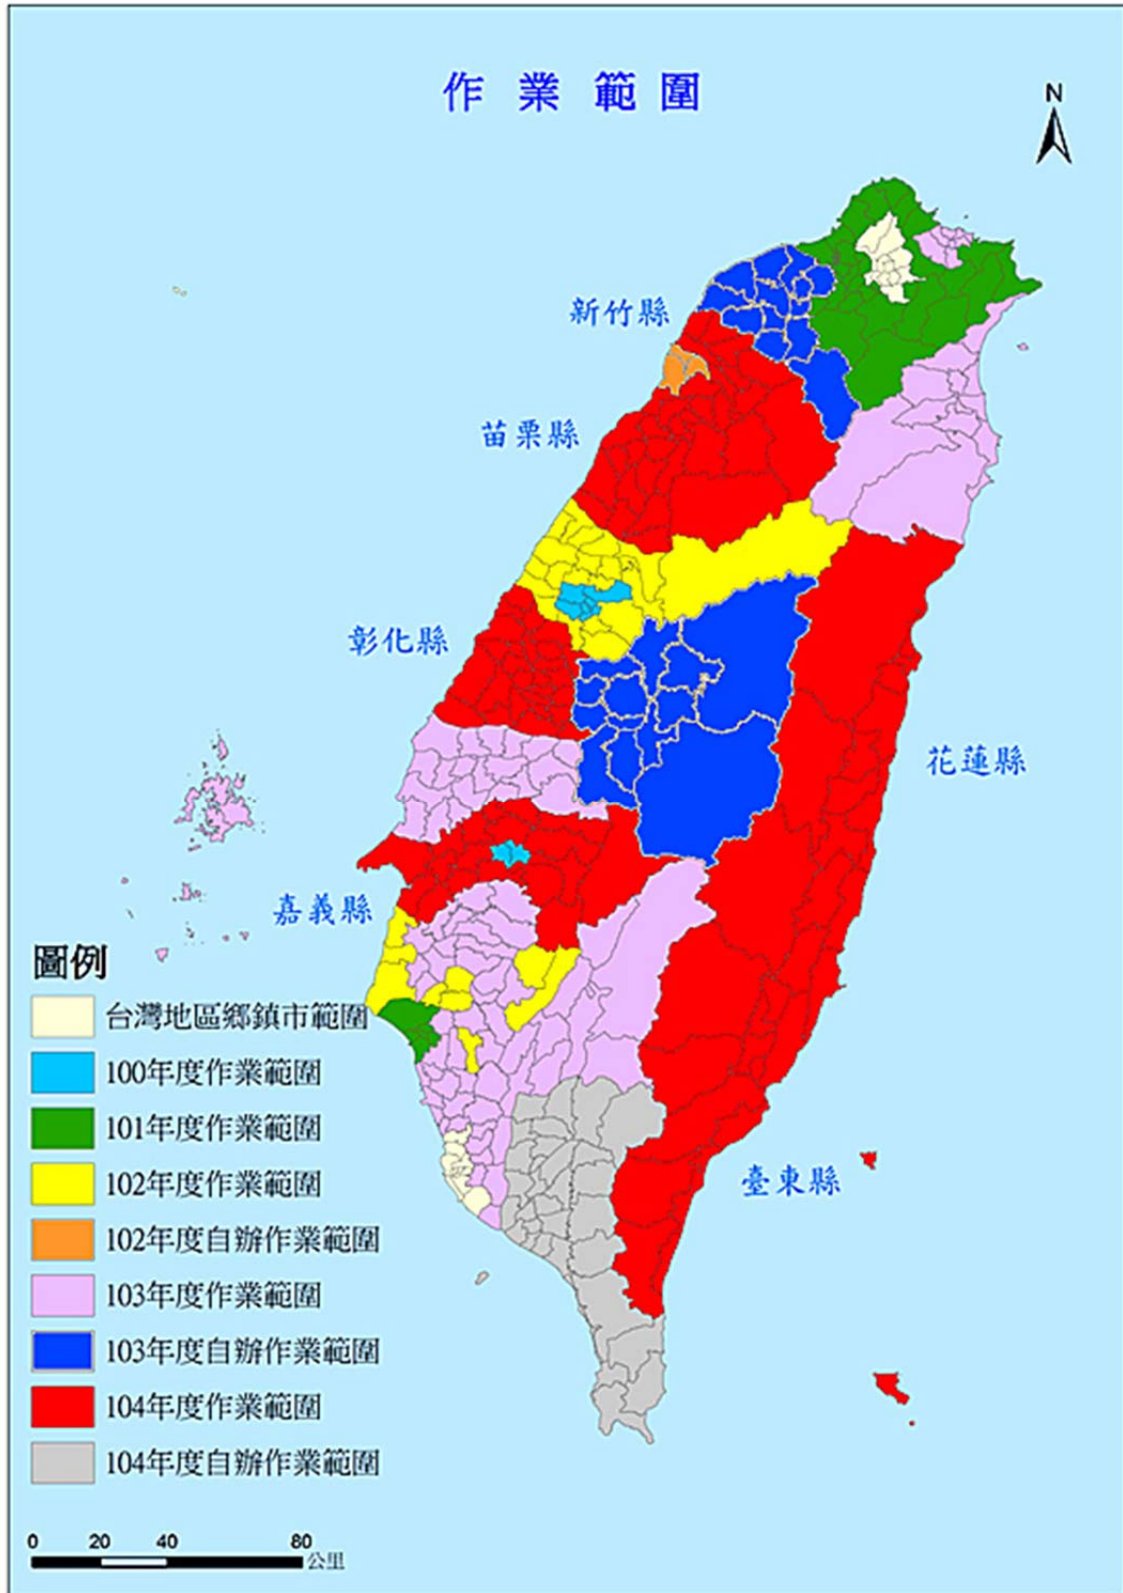 作業範圍
N
新竹縣
苗栗縣
彰化縣
花蓮縣
嘉義縣
臺東縣
圖例
台灣地區鄉鎮市範圍
100年度作業範圍
101年度作業範圍
102年度作業範圍
102年度自辦作業範圍
103年度作業範圍
103年度自辦作業範圍
104年度作業範圍
104年度自辦作業範圍
0 20 40 80
公里